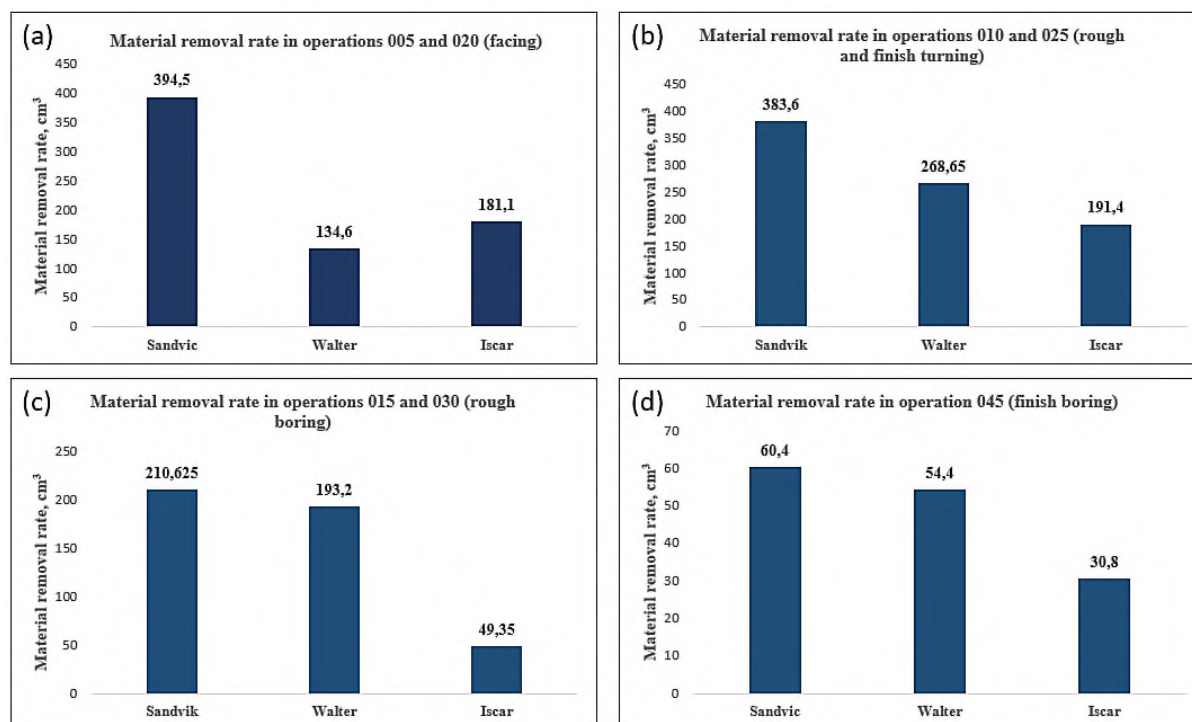 (a)
Material removal rate in operations 005 and 020 (facing)
Material removal rate, cm³
450
400
350
300
250
200
150
100
50
0
394,5
134,6
181,1
Sandvic
Walter
Iscar
(b)
Material removal rate in operations 010 and 025 (rough
and finish turning)
Material removal rate, cm³
450
400
350
300
250
200
150
100
50
0
383,6
268,65
191,4
Sandvik
Walter
Iscar
(c)
Material removal rate in operations 015 and 030 (rough
boring)
Material removal rate, cm³
250
200
150
100
50
0
210,625
193,2
49,35
Sandvik
Walter
Iscar
(d)
Material removal rate in operation 045 (finish boring)
Material removal rate, cm³
70
60
50
40
30
20
10
0
60,4
54,4
30,8
Sandvic
Walter
Iscar